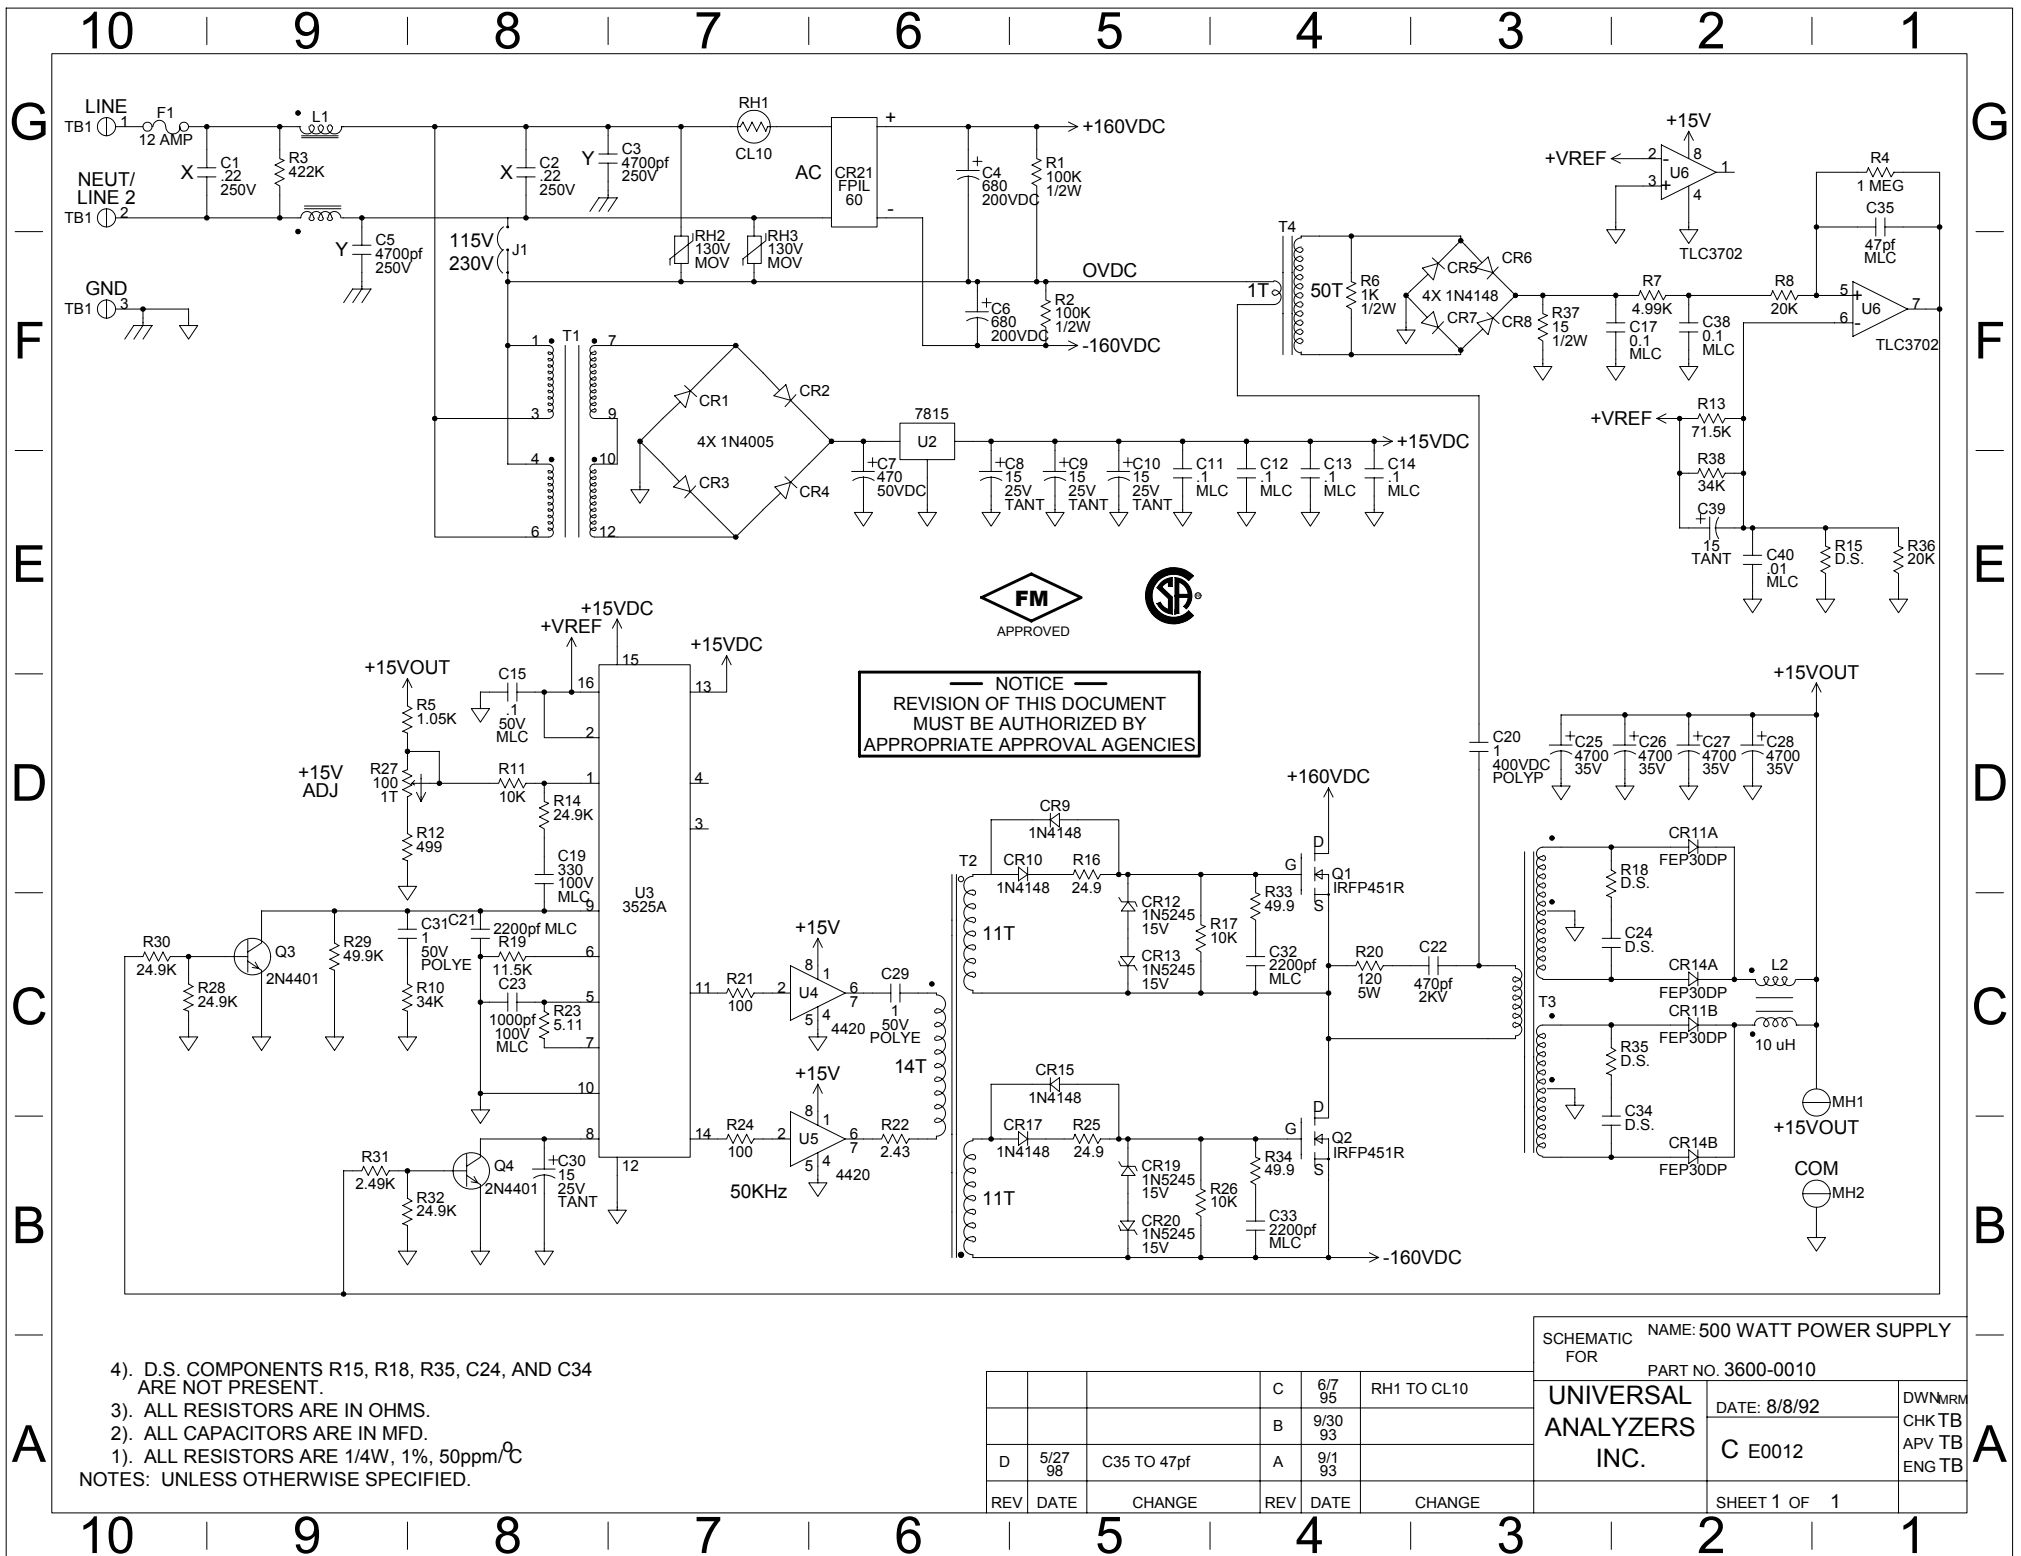 10 9 8 7 6 5 4 3 2 1
G
F
E
D
C
B
A
G
F
E
D
C
B
A
LINE
TB1 1
F1
12 AMP
NEUT/
LINE 2
TB1 2
GND
TB1 3
X C1
.22
250V
R3
422K
L1
Y C5
4700pf
250V
X C2
.22
250V
Y C3
4700pf
250V
115V
230V
J1
RH1
CL10
RH2
130V
MOV
RH3
130V
MOV
AC
CR21
FPIL
60
+
-
+ C4
680
200VDC
R1
100K
1/2W
+160VDC
OVDC
+ C6
680
200VDC
R2
100K
1/2W
-160VDC
T4
1T
50T
R6
1K
1/2W
CR5
CR6
4X 1N4148
CR7
CR8
R37
15
1/2W
R7
4.99K
C17
0.1
MLC
C38
0.1
MLC
R8
20K
+15V
+VREF
2 -
3 +
8
U6
1
4
TLC3702
R4
1 MEG
C35
47pf
MLC
5 +
6 -
U6
7
TLC3702
+VREF
R13
71.5K
R38
34K
+ C39
15
TANT
C40
.01
MLC
R15
D.S.
R36
20K
T1
1
3
4
6
7
9
10
12
CR1
CR2
4X 1N4005
CR3
CR4
+ C7
470
50VDC
7815
U2
+ C8
15
25V
TANT
+ C9
15
25V
TANT
+ C10
15
25V
TANT
C11
.1
MLC
C12
.1
MLC
C13
.1
MLC
C14
.1
MLC
+15VDC
FM
APPROVED
CSA
NOTICE
REVISION OF THIS DOCUMENT
MUST BE AUTHORIZED BY
APPROPRIATE APPROVAL AGENCIES
+15VDC
+VREF
+15VDC
+15VOUT
R5
1.05K
+15V
ADJ
R27
100
1T
R12
499
C15
.1
50V
MLC
R11
10K
R14
24.9K
C19
330
100V
MLC
U3
3525A
15
16
2
1
9
6
5
7
10
8
12
13
4
3
11
14
R30
24.9K
R28
24.9K
Q3
2N4401
R29
49.9K
C31
1
50V
POLYE
R10
34K
C21
2200pf MLC
R19
11.5K
C23
1000pf
100V
MLC
R23
5.11
R31
2.49K
R32
24.9K
Q4
2N4401
+ C30
15
25V
TANT
R21
100
+15V
8
1
2
U4
6
7
5
4
4420
C29
1
50V
POLYE
14T
R24
100
+15V
8
1
2
U5
6
7
5
4
4420
R22
2.43
50KHz
T2
11T
11T
CR9
1N4148
CR10
1N4148
R16
24.9
CR12
1N5245
15V
CR13
1N5245
15V
R17
10K
R33
49.9
C32
2200pf
MLC
+160VDC
D
G
S
Q1
IRFP451R
R20
120
5W
C22
470pf
2KV
CR15
1N4148
CR17
1N4148
R25
24.9
CR19
1N5245
15V
CR20
1N5245
15V
R26
10K
R34
49.9
C33
2200pf
MLC
D
G
S
Q2
IRFP451R
-160VDC
C20
1
400VDC
POLYP
T3
+ C25
4700
35V
+ C26
4700
35V
+ C27
4700
35V
+ C28
4700
35V
+15VOUT
CR11A
FEP30DP
R18
D.S.
C24
D.S.
CR14A
FEP30DP
L2
CR11B
FEP30DP
10 uH
R35
D.S.
C34
D.S.
CR14B
FEP30DP
MH1
+15VOUT
COM
MH2
4). D.S. COMPONENTS R15, R18, R35, C24, AND C34
ARE NOT PRESENT.
3). ALL RESISTORS ARE IN OHMS.
2). ALL CAPACITORS ARE IN MFD.
1). ALL RESISTORS ARE 1/4W, 1%, 50ppm/°C
NOTES: UNLESS OTHERWISE SPECIFIED.
C 6/7 95 RH1 TO CL10
B 9/30 93
D 5/27 98 C35 TO 47pf A 9/1 93
REV DATE CHANGE REV DATE CHANGE
SCHEMATIC
FOR
NAME: 500 WATT POWER SUPPLY
PART NO. 3600-0010
UNIVERSAL
ANALYZERS
INC.
DATE: 8/8/92
C E0012
DWN MRM
CHK TB
APV TB
ENG TB
SHEET 1 OF 1
10 9 8 7 6 5 4 3 2 1